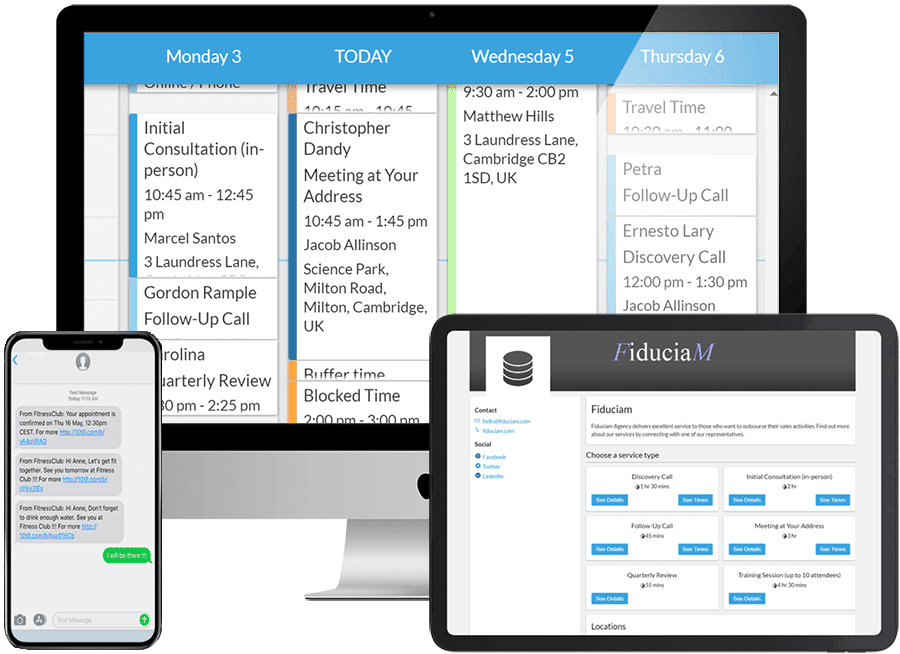 Monday 3
TODAY
Wednesday 5
Thursday 6
Online / Phone
Initial
Consultation (in-
person)
10:45 am - 12:45
pm
Marcel Santos
3 Laundress Lane,
Gordon Rample
Follow-Up Call
arolina
uarterly Review
30 pm - 2:25 pm
Travel Time
10:15 am - 10:45
Christopher
Dandy
Meeting at Your
Address
10:45 am - 1:45 pm
Jacob Allinson
Science Park,
Milton Road,
Milton, Cambridge,
UK
Buffer time
Blocked Time
2:00 pm - 3:00 pm
9:30 am - 2:00 pm
Matthew Hills
3 Laundress Lane,
Cambridge CB2
1SD, UK
Travel Time
10:30 am - 11:00
Petra
Follow-Up Call
Ernesto Lary
Discovery Call
12:00 pm - 1:30 pm
Jacob Allinson
Text Message
From FitnessClub: Your appointment is
confirmed on Thu 16 May, 12:30pm
CEST. For more http://10t8.com/b/
From FitnessClub: Hi Anne, Let's get fit
together. See you tomorrow at Fitness
Club !!! For more http://10t8.com/b/
From FitnessClub: Hi Anne, Don't forget
to drink enough water. See you at
Fitness Club !!! For more http://
I will be there !!!
Text Message
FiduciaM
Contact
hello@fiduciam.com
fiduciam.com
Social
Facebook
Twitter
LinkedIn
Fiduciam
Fiduciam Agency delivers excellent service to those who want to outsource their sales activities. Find out more
about our services by connecting with one of our representatives.
Choose a service type
Discovery Call
1 hr 30 mins
See Details
See Times
Initial Consultation (in-person)
2 hr
See Details
See Times
Follow-Up Call
45 mins
See Details
See Times
Meeting at Your Address
3 hr
See Details
See Times
Quarterly Review
55 mins
See Details
Training Session (up to 10 attendees)
4 hr 30 mins
See Details
Locations